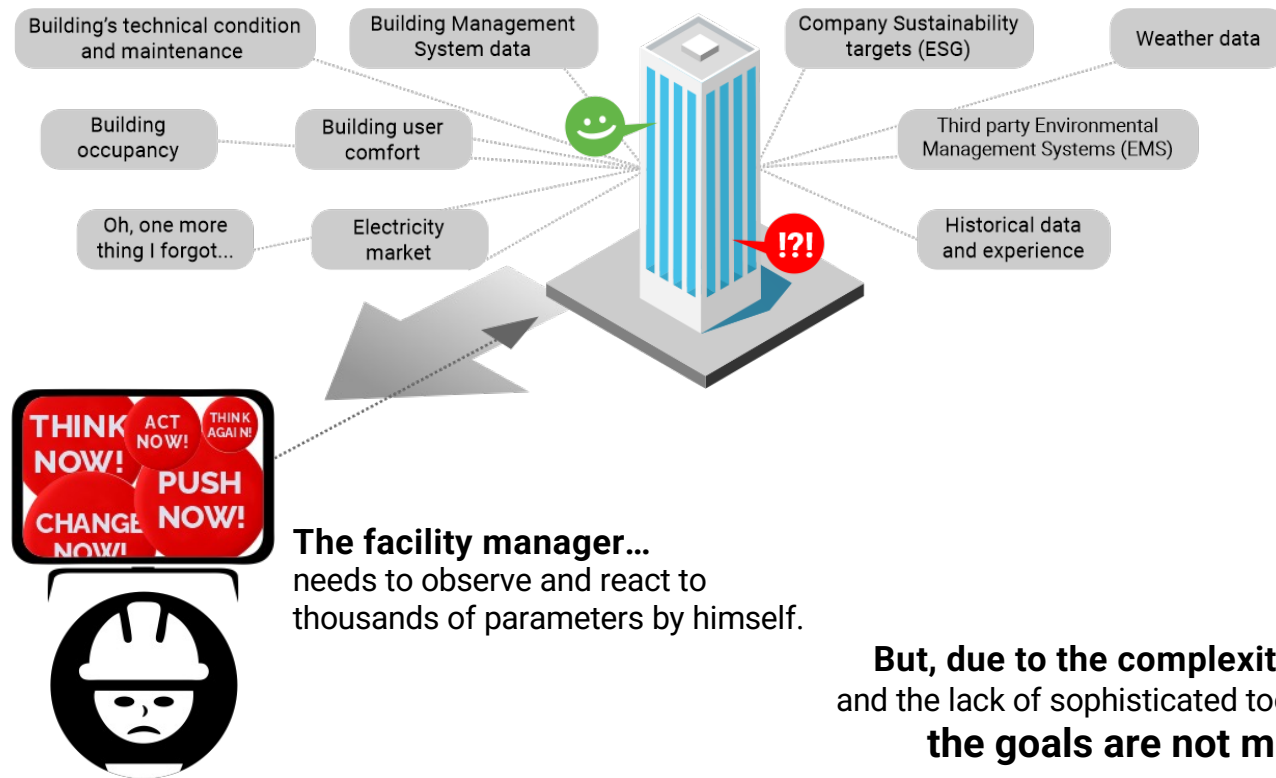 Building's technical condition
and maintenance
Building Management
System data
Company Sustainability
targets (ESG)
Weather data
Building
occupancy
Building user
comfort
Third party Environmental
Management Systems (EMS)
Oh, one more
thing I forgot...
Electricity
market
Historical data
and experience
!?!
THINK
NOW!
ACT
NOW!
THINK
AGAIN!
PUSH
NOW!
CHANGE
NOW!
The facility manager…
needs to observe and react to
thousands of parameters by himself.
But, due to the complexit
and the lack of sophisticated too
the goals are not m